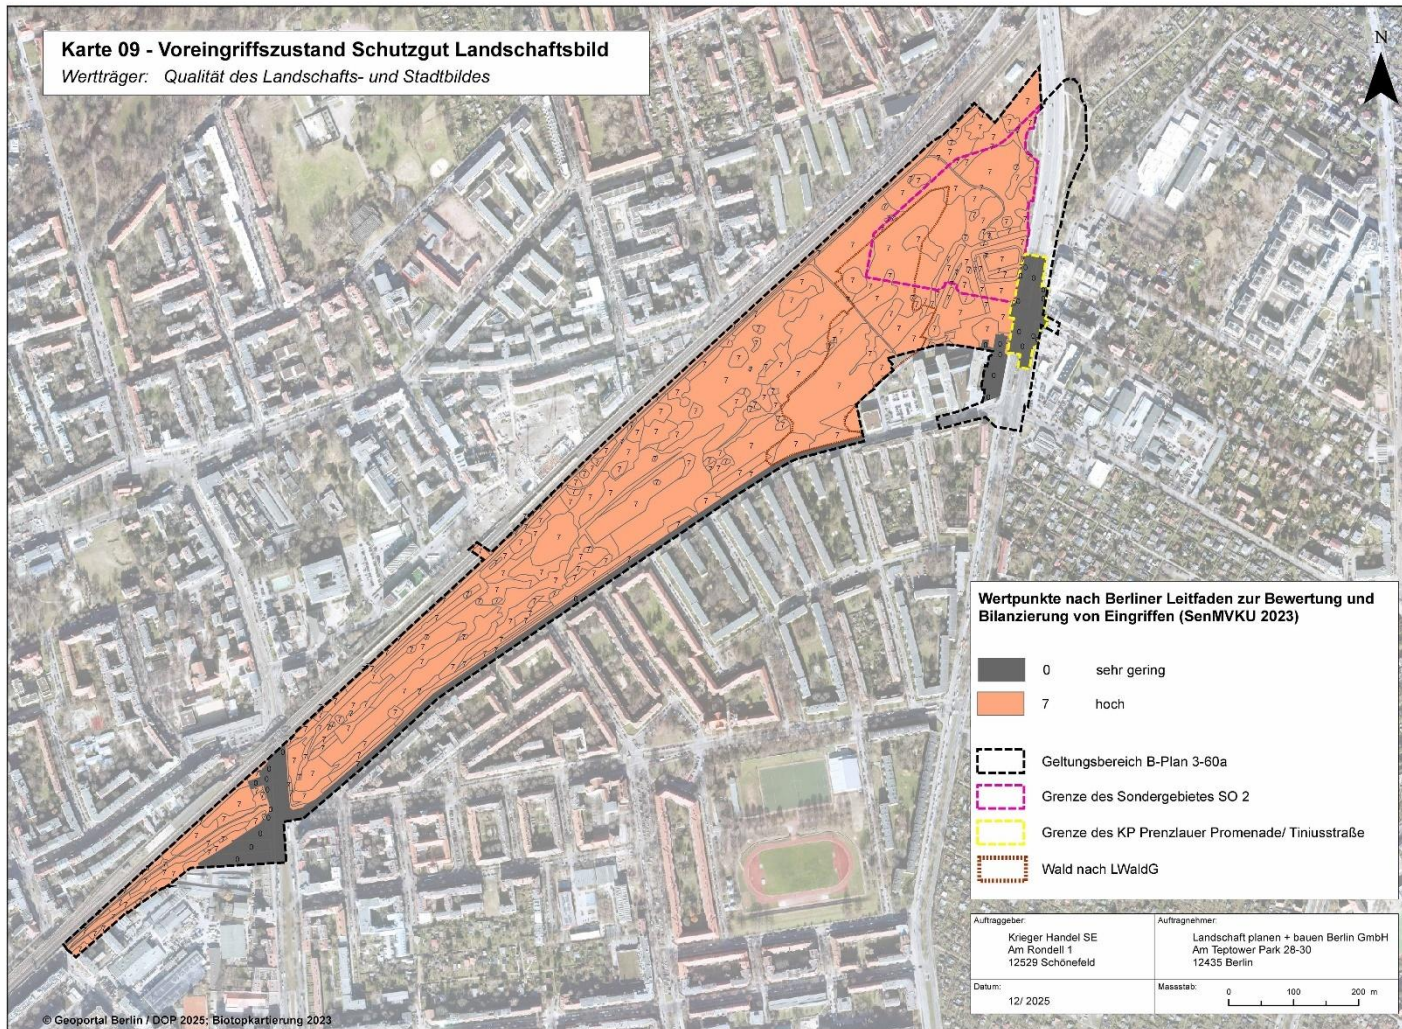 Karte 09 - Voreingriffszustand Schutzgut Landschaftsbild
Wertträger: Qualität des Landschafts- und Stadtbildes
N
Wertpunkte nach Berliner Leitfaden zur Bewertung und
Bilanzierung von Eingriffen (SenMVKU 2023)
0 sehr gering
7 hoch
Geltungsbereich B-Plan 3-60a
Grenze des Sondergebietes SO 2
Grenze des KP Prenzlauer Promenade/ Tiniusstraße
Wald nach LWaldG
Auftraggeber:
Krieger Handel SE
Am Rondell 1
12529 Schönefeld
Auftragnehmer:
Landschaft planen + bauen Berlin GmbH
Am Teptower Park 28-30
12435 Berlin
Datum:
12/ 2025
Massstab:
0 100 200 m
© Geoportal Berlin / DOP 2025; Biotopkartierung 2023